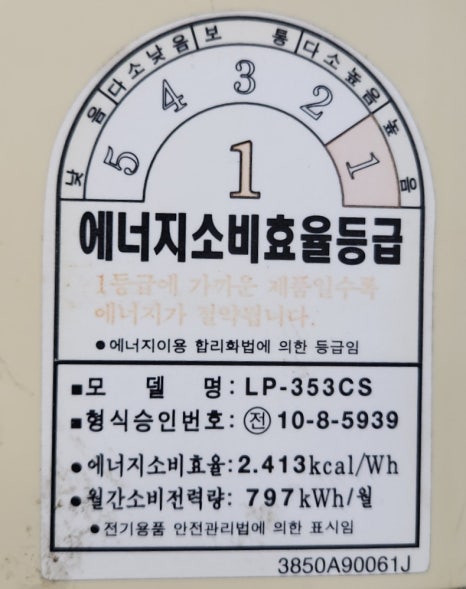 낮음 다소낮음 보통 다소높음 높음
5 4 3 2 1
1
에너지소비효율등급
1등급에 가까운 제품일수록
에너지가 절약됩니다.
●에너지이용 합리화법에 의한 등급임
■모 델 명: LP-353CS
■형식승인번호: ㉠ 10-8-5939
●에너지소비효율:2.413kcal/Wh
●월간소비전력량: 797kWh/월
●전기용품 안전관리법에 의한 표시임
3850A90061J